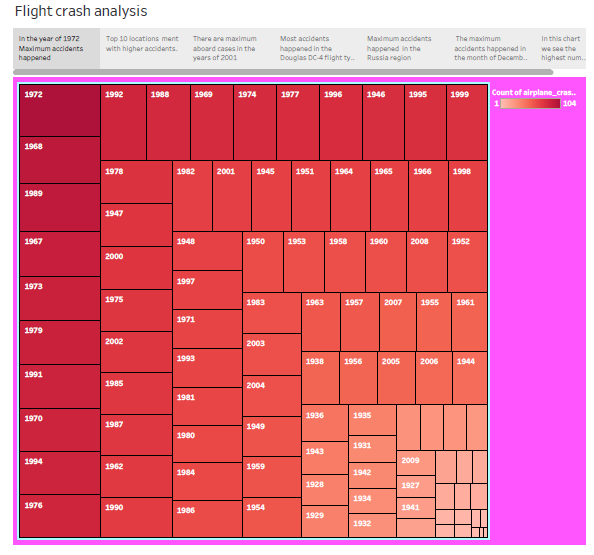 Flight crash analysis
In the year of 1972
Maximum accidents
happened
Top 10 locations ment
with higher accidents.
There are maximum
aboard cases in the
years of 2001
Most accidents
happened in the
Douglas DC-4 flight ty..
Maximum accidents
happened in the
Russia region
The maximum
accidents happened in
the month of Decemb..
In this chart
we see the
highest num..
Count of airplane_cras..
1 104
1972
1968
1989
1967
1973
1979
1991
1970
1994
1976
1992 1988 1969 1974 1977 1996 1946 1995 1999
1978
1947
2000
1975
2002
1985
1987
1962
1990
1982 2001 1945 1951 1964 1965 1966 1998
1948
1997
1971
1993
1981
1980
1984
1986
1950 1953 1958 1960 2008 1952
1983
2003
2004
1949
1959
1954
1963 1957 2007 1955 1961
1938 1956 2005 2006 1944
1936
1943
1928
1929
1935
1931
1942
1934
1932
2009
1927
1941